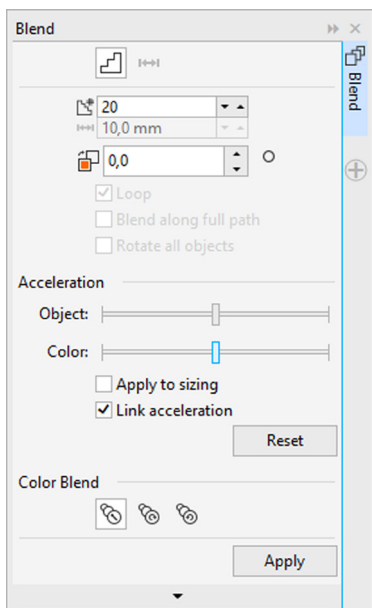 Blend
Blend
20
10,0 mm
0,0
Loop
Blend along full path
Rotate all objects
Acceleration
Object:
Color:
Apply to sizing
Link acceleration
Reset
Color Blend
Apply